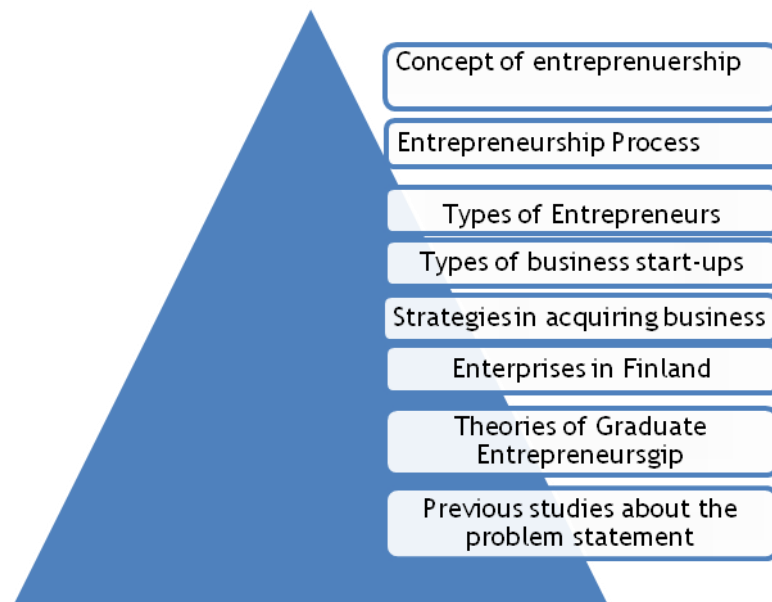 Concept of entreprenuership
Entrepreneurship Process
Types of Entrepreneurs
Types of business start-ups
Strategies in acquiring business
Enterprises in Finland
Theories of Graduate
Entrepreneursgip
Previous studies about the
problem statement